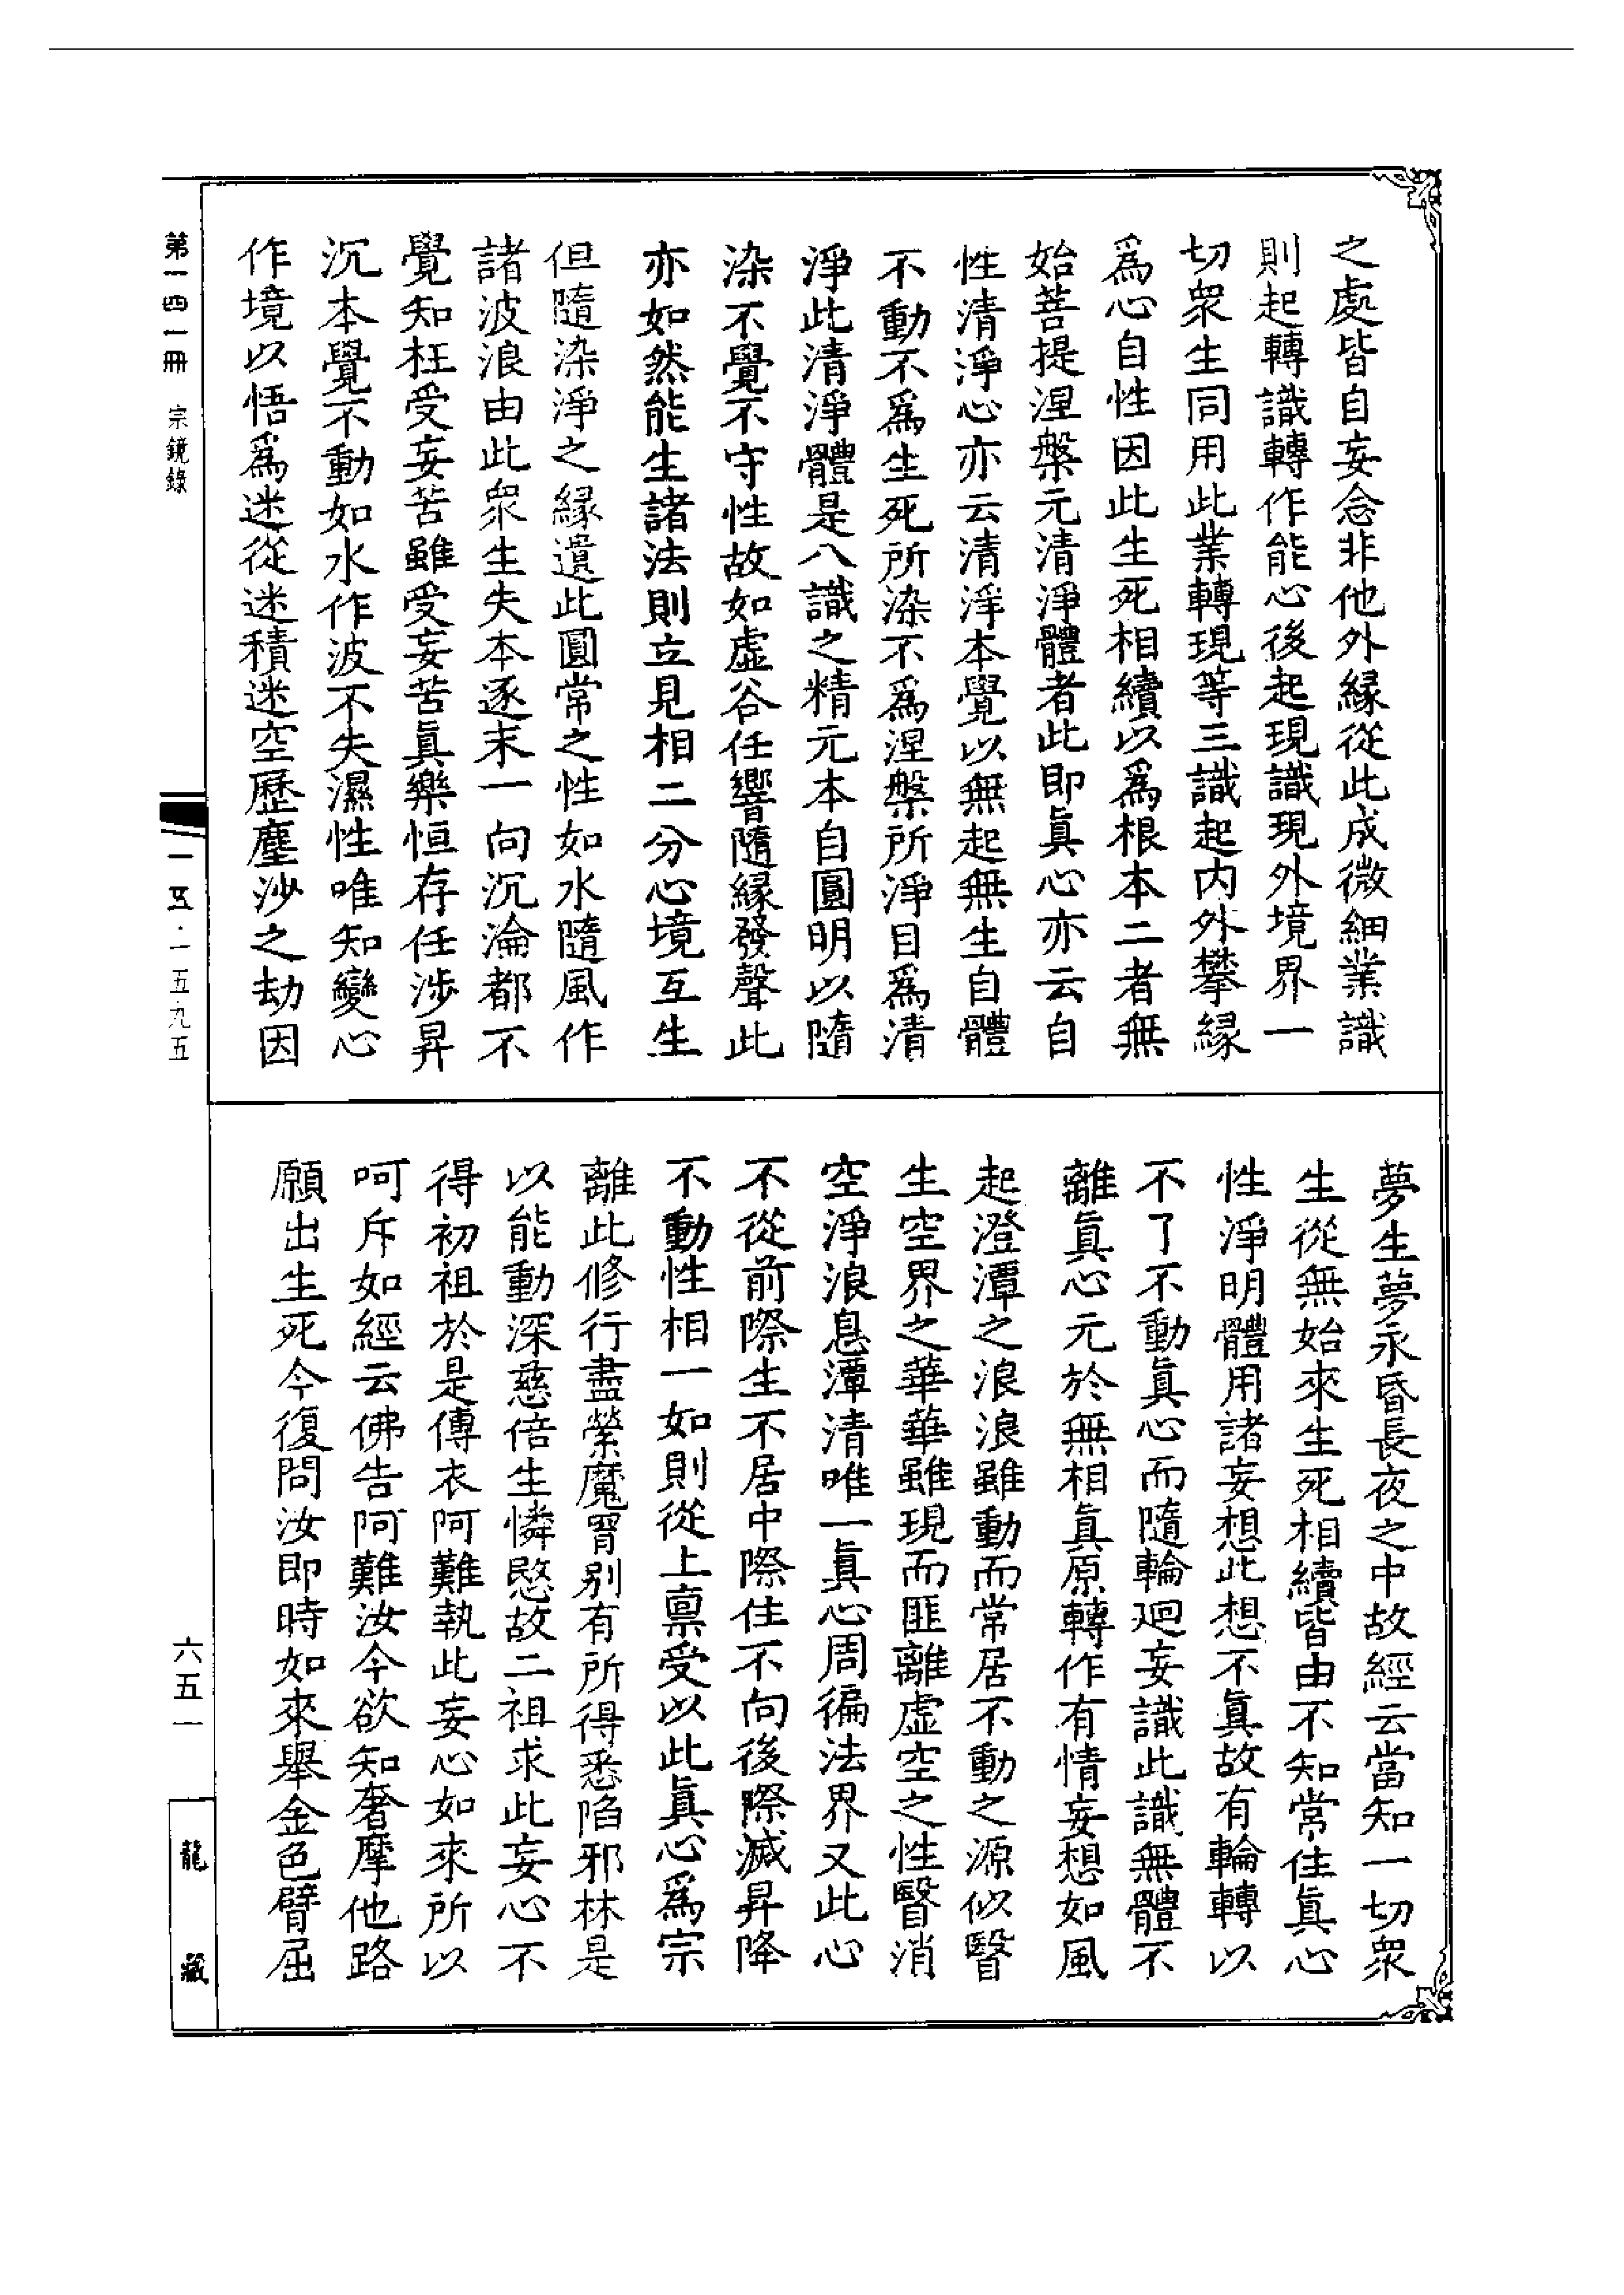 之處皆自妄念非他外緣從此成微細業識
則起轉識轉作能心後起現識現外境界一
切衆生同用此業轉現等三識起内外攀緣
爲心自性因此生死相續以爲根本二者無
始菩提涅槃元清淨體者此即眞心亦云自
性清淨心亦云清淨本覺以無起無生自體
不動不爲生死所染不爲涅槃所淨目爲清
淨此清淨體是八識之精元本自圓明以隨
染不覺不守性故如虛谷任響隨緣發聲此
亦如然能生諸法則立見相二分心境互生
但隨染淨之緣遺此圓常之性如水隨風作
諸波浪由此衆生失本逐末一向沉淪都不
覺知枉受妄苦雖受妄苦眞樂恒存任涉昇
沉本覺不動如水作波不失濕性唯知變心
作境以悟爲迷從迷積迷空歷塵沙之劫因
夢生夢永昏長夜之中故經云當知一切衆
生從無始來生死相續皆由不知常住眞心
性淨明體用諸妄想此想不眞故有輪轉以
不了不動眞心而隨輪廻妄識此識無體不
離眞心元於無相眞原轉作有情妄想如風
起澄潭之浪浪雖動而常居不動之源似瞖
生空界之華華雖現而匪離虛空之性瞖消
空淨浪息潭清唯一眞心周徧法界又此心
不從前際生不居中際住不向後際滅昇降
不動性相一如則從上禀受以此眞心爲宗
離此修行盡縈魔罥别有所得悉陷邪林是
以能動深慈倍生憐愍故二祖求此妄心不
得初祖於是傳衣阿難執此妄心如來所以
呵斥如經云佛告阿難汝今欲知奢摩他路
願出生死今復問汝即時如來舉金色臂屈
第一四一冊 宗鏡錄
一五·一五九五
六五一
龍藏